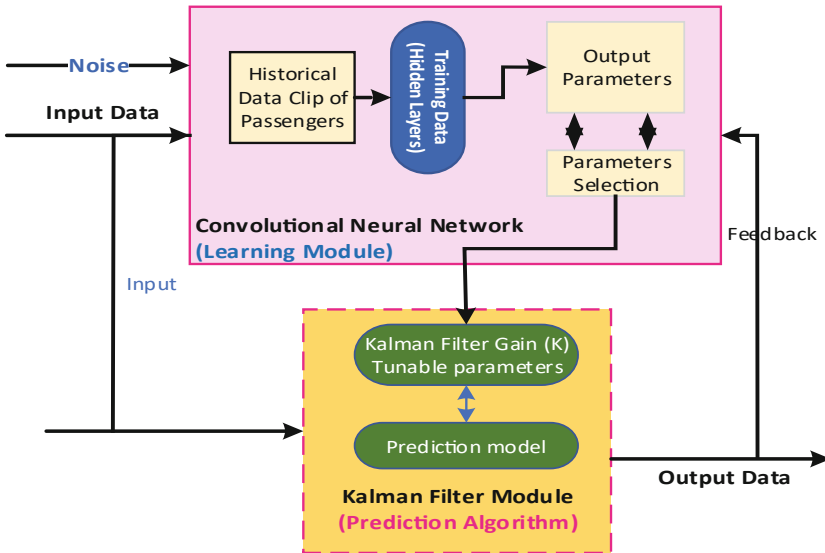 Noise
Input Data
Historical
Data Clip of
Passengers
Training Data
(Hidden Layers)
Output
Parameters
Parameters
Selection
Convolutional Neural Network
(Learning Module)
Feedback
Input
Kalman Filter Gain (K)
Tunable parameters
Prediction model
Output Data
Kalman Filter Module
(Prediction Algorithm)